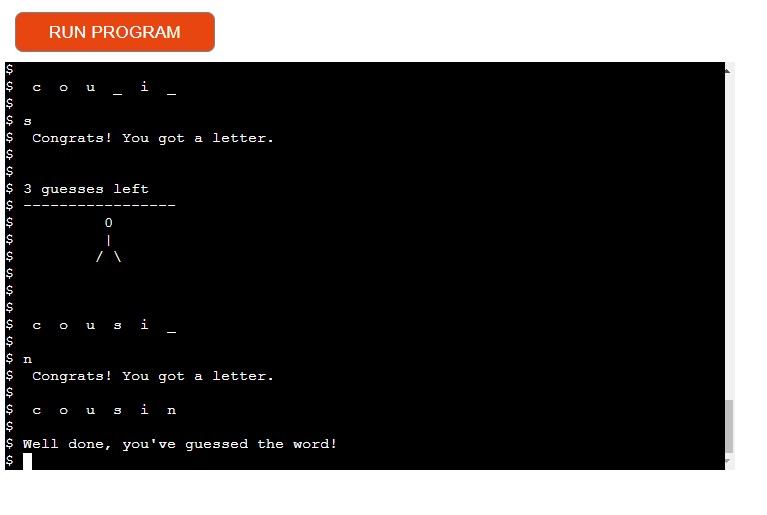 RUN PROGRAM
$
$  c o u _ i _
$
$ s
$  Congrats! You got a letter.
$
$
$ 3 guesses left
$ -----------------
$          0
$          |
$         / \
$
$
$
$  c o u s i _
$
$ n
$  Congrats! You got a letter.
$
$  c o u s i n
$
$ Well done, you've guessed the word!
$